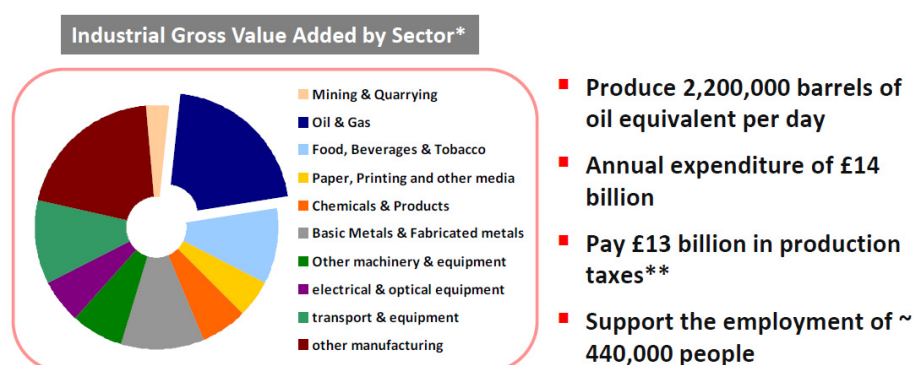 Industrial Gross Value Added by Sector*
Mining & Quarrying
Oil & Gas
Food, Beverages & Tobacco
Paper, Printing and other media
Chemicals & Products
Basic Metals & Fabricated metals
Other machinery & equipment
electrical & optical equipment
transport & equipment
other manufacturing
Produce 2,200,000 barrels of
oil equivalent per day
Annual expenditure of £14
billion
Pay £13 billion in production
taxes**
Support the employment of ~
440,000 people